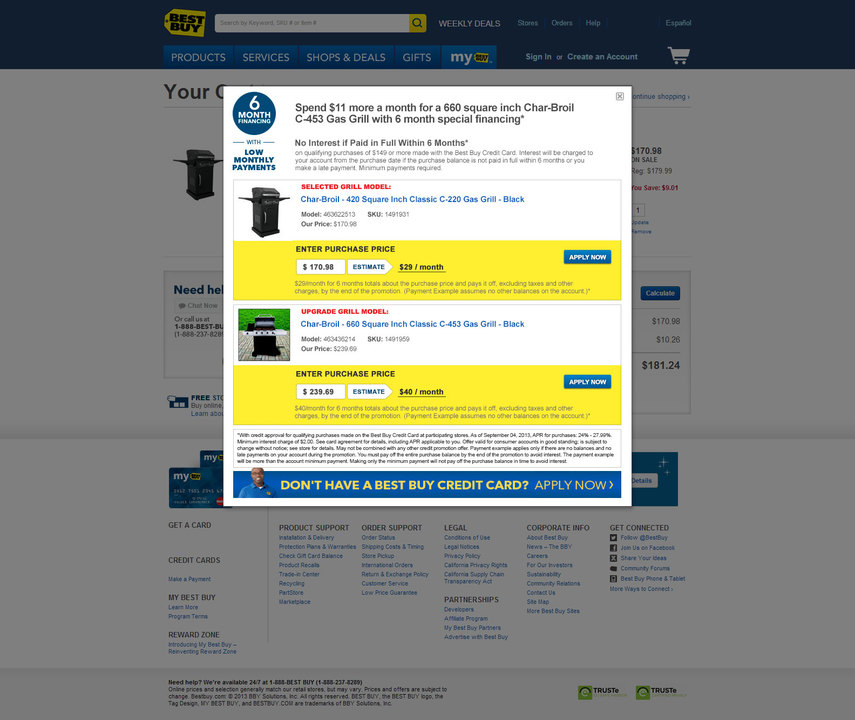 BEST BUY
Search by Keyword, SKU # or Item #
WEEKLY DEALS
Stores
Orders
Help
Español
PRODUCTS
SERVICES
SHOPS & DEALS
GIFTS
my BEST BUY
Sign In or Create an Account
Your C
ontinue shopping ›
6
MONTH
FINANCING
WITH
LOW
MONTHLY
PAYMENTS
Spend $11 more a month for a 660 square inch Char-Broil
C-453 Gas Grill with 6 month special financing*
No Interest if Paid in Full Within 6 Months*
on qualifying purchases of $149 or more made with the Best Buy Credit Card. Interest will be charged to
your account from the purchase date if the purchase balance is not paid in full within 6 months or you
make a late payment. Minimum payments required.
SELECTED GRILL MODEL:
Char-Broil - 420 Square Inch Classic C-220 Gas Grill - Black
Model: 463622513 SKU: 1491931
Our Price: $170.98
ENTER PURCHASE PRICE
$ 170.98
ESTIMATE
$29 / month
APPLY NOW
$29/month for 6 months totals about the purchase price and pays it off, excluding taxes and other
charges, by the end of the promotion. (Payment Example assumes no other balances on the account.)*
UPGRADE GRILL MODEL:
Char-Broil - 660 Square Inch Classic C-453 Gas Grill - Black
Model: 463436214 SKU: 1491959
Our Price: $239.69
ENTER PURCHASE PRICE
$ 239.69
ESTIMATE
$40 / month
APPLY NOW
$40/month for 6 months totals about the purchase price and pays it off, excluding taxes and other
charges, by the end of the promotion. (Payment Example assumes no other balances on the account.)*
*With credit approval for qualifying purchases made on the Best Buy Credit Card at participating stores. As of September 04, 2013, APR for purchases: 24% - 27.99%.
Minimum interest charge of $2.00. See card agreement for details, including APR applicable to you. Offer valid for consumer accounts in good standing; is subject to
change without notice; see store for details. May not be combined with any other credit promotion offer. Payment example applies only if there are no balances and no
late payments on your account during the promotion. You must pay off the entire purchase balance by the end of the promotion to avoid interest. The payment example
will be more than the account minimum payment. Making only the minimum payment will not pay off the purchase balance in time to avoid interest.
DON'T HAVE A BEST BUY CREDIT CARD? APPLY NOW ›
$170.98
ON SALE
Reg: $179.99
You Save: $9.01
1
Update
Remove
Need hel
Chat Now
Or call us at
1-888-BEST-BU
(1-888-237-8289
Calculate
$170.98
$10.26
$181.24
FREE STO
Buy online,
Learn abou
my
my BEST BUY
Details
GET A CARD
CREDIT CARDS
Make a Payment
MY BEST BUY
Learn More
Program Terms
REWARD ZONE
Introducing My Best Buy –
Reinventing Reward Zone
PRODUCT SUPPORT
Installation & Delivery
Protection Plans & Warranties
Check Gift Card Balance
Product Recalls
Trade-in Center
Recycling
PartStore
Marketplace
ORDER SUPPORT
Order Status
Shipping Costs & Timing
Store Pickup
International Orders
Return & Exchange Policy
Customer Service
Low Price Guarantee
LEGAL
Conditions of Use
Legal Notices
Privacy Policy
California Privacy Rights
California Supply Chain
Transparency Act
PARTNERSHIPS
Developers
Affiliate Program
My Best Buy Partners
Advertise with Best Buy
CORPORATE INFO
About Best Buy
News – The BBY
Careers
For Our Investors
Sustainability
Community Relations
Contact Us
Site Map
More Best Buy Sites
GET CONNECTED
Follow @BestBuy
Join Us on Facebook
Share Your Ideas
Community Forums
Best Buy Phone & Tablet
More Ways to Connect ›
Need help? We're available 24/7 at 1-888-BEST BUY (1-888-237-8289)
Online prices and selection generally match our retail stores, but may vary. Prices and offers are subject to
change. Bestbuy.com: © 2013 BBY Solutions, Inc. All rights reserved. BEST BUY, the BEST BUY logo, the
Tag Design, MY BEST BUY, and BESTBUY.COM are trademarks of BBY Solutions, Inc.
TRUSTe
TRUSTe